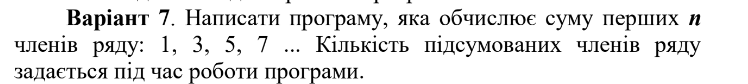 Варіант 7. Написати програму, яка обчислює суму перших n
членів ряду: 1, 3, 5, 7 ... Кількість підсумованих членів ряду
задається під час роботи програми.